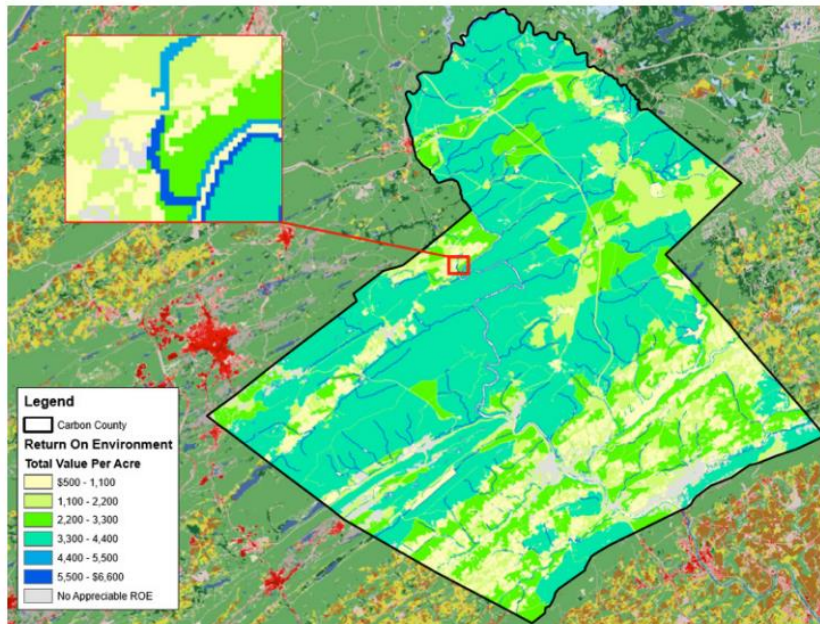 Legend
Carbon County
Return On Environment
Total Value Per Acre
$500 - 1,100
1,100 - 2,200
2,200 - 3,300
3,300 - 4,400
4,400 - 5,500
5,500 - $6,600
No Appreciable ROE